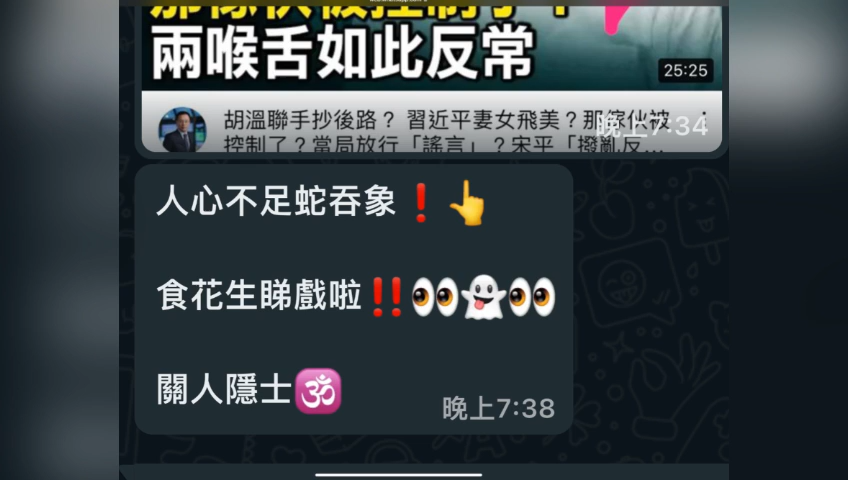 兩喉舌如此反常
25:25
胡溫聯手抄後路？ 習近平妻女飛美？那傢伙被
控制了？當局放行「謠言」？宋平「撥亂反...
晚上7:34
人心不足蛇吞象❗👆
食花生睇戲啦‼️👀👻👀
關人隱士🕉
晚上7:38